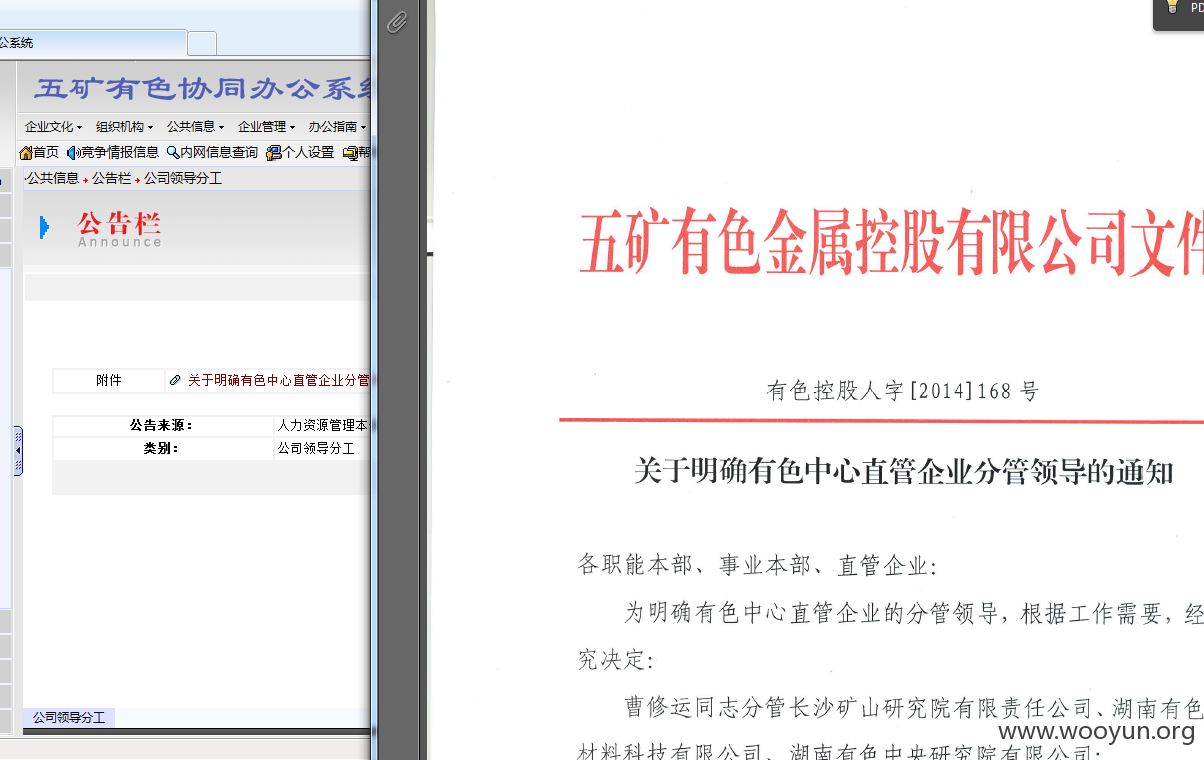 公系统
五矿有色协同办公系统
企业文化 组织机构 公共信息 企业管理 办公指南
首页 竞争情报信息 内网信息查询 个人设置 帮
公共信息 公告栏 公司领导分工
公告栏
Announce
附件 关于明确有色中心直管企业分管
公告来源： 人力资源管理本
类别： 公司领导分工
公司领导分工
PD
五矿有色金属控股有限公司文件
有色控股人字[2014]168 号
关于明确有色中心直管企业分管领导的通知
各职能本部、事业本部、直管企业：
为明确有色中心直管企业的分管领导，根据工作需要，经
究决定：
曹修运同志分管长沙矿山研究院有限责任公司、湖南有色
材料科技有限公司、湖南有色中央研究院有限公司；
www.wooyun.org